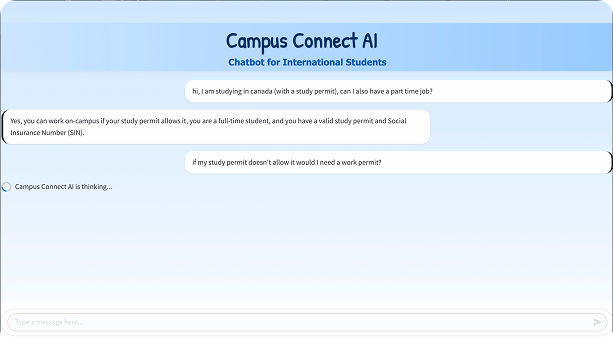 Campus Connect AI
Chatbot for International Students
hi, I am studying in canada (with a study permit), can I also have a part time job?
Yes, you can work on-campus if your study permit allows it, you are a full-time student, and you have a valid study permit and Social
Insurance Number (SIN).
if my study permit doesn't allow it would I need a work permit?
Campus Connect AI is thinking...
Type a message here...